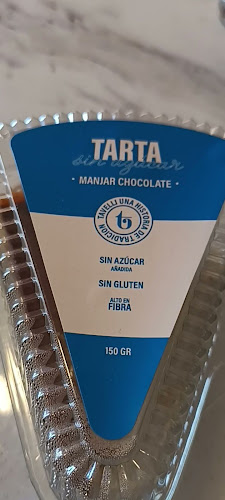 TARTA
sin azúcar
· MANJAR CHOCOLATE ·
TAVELLI UNA HISTORIA DE TRADICIÓN
SIN AZÚCAR
AÑADIDA
SIN GLUTEN
ALTO EN
FIBRA
150 GR